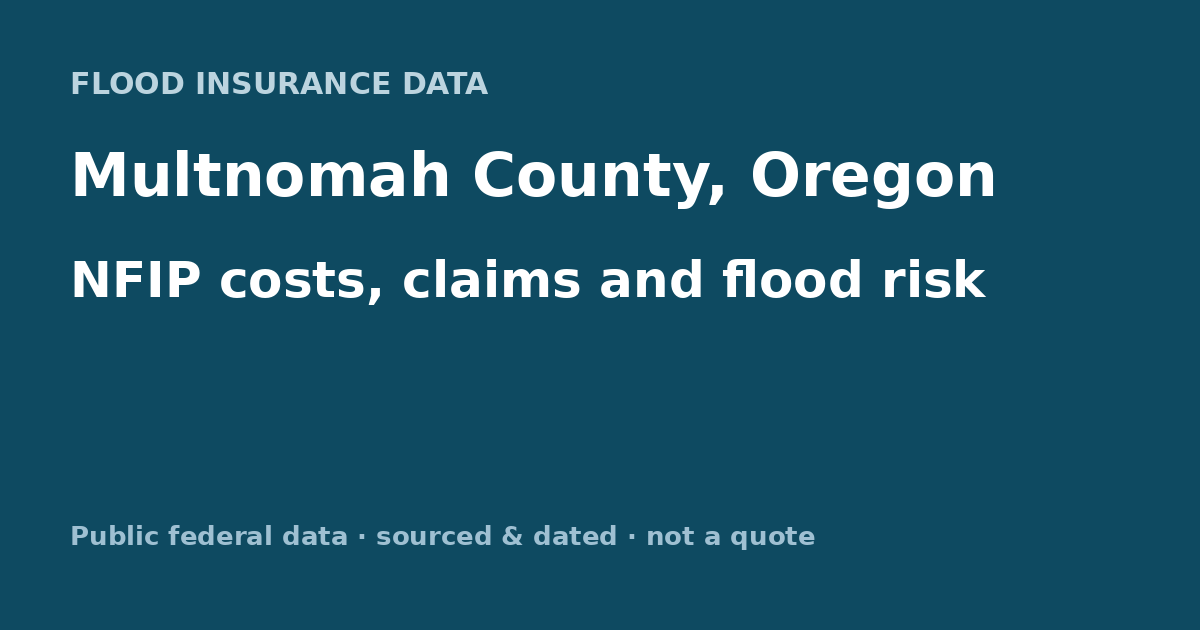 FLOOD INSURANCE DATA
Multnomah County, Oregon
NFIP costs, claims and flood risk
Public federal data · sourced & dated · not a quote